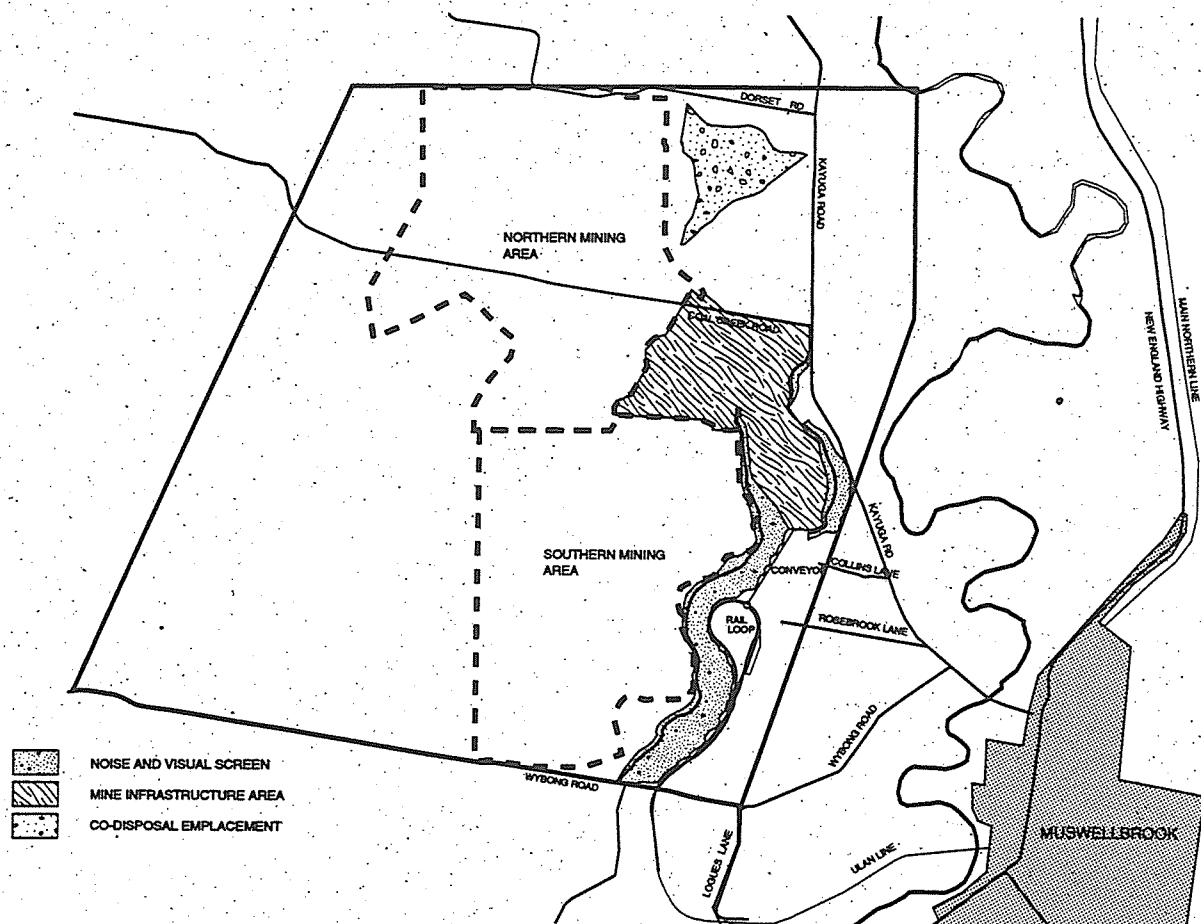 DORSET RD
KAYUGA ROAD
NORTHERN MINING
AREA
ROAD
MAIN NORTHERN LINE
NEW ENGLAND HIGHWAY
KAYUGA RD
SOUTHERN MINING
AREA
CONVEYOR
COLLINS LANE
RAIL
LOOP
ROSEBROOK LANE
WYBONG ROAD
NOISE AND VISUAL SCREEN
MINE INFRASTRUCTURE AREA
CO-DISPOSAL EMPLACEMENT
WYBONG ROAD
MUSWELLBROOK
LOGUES LANE
ULAN LINE